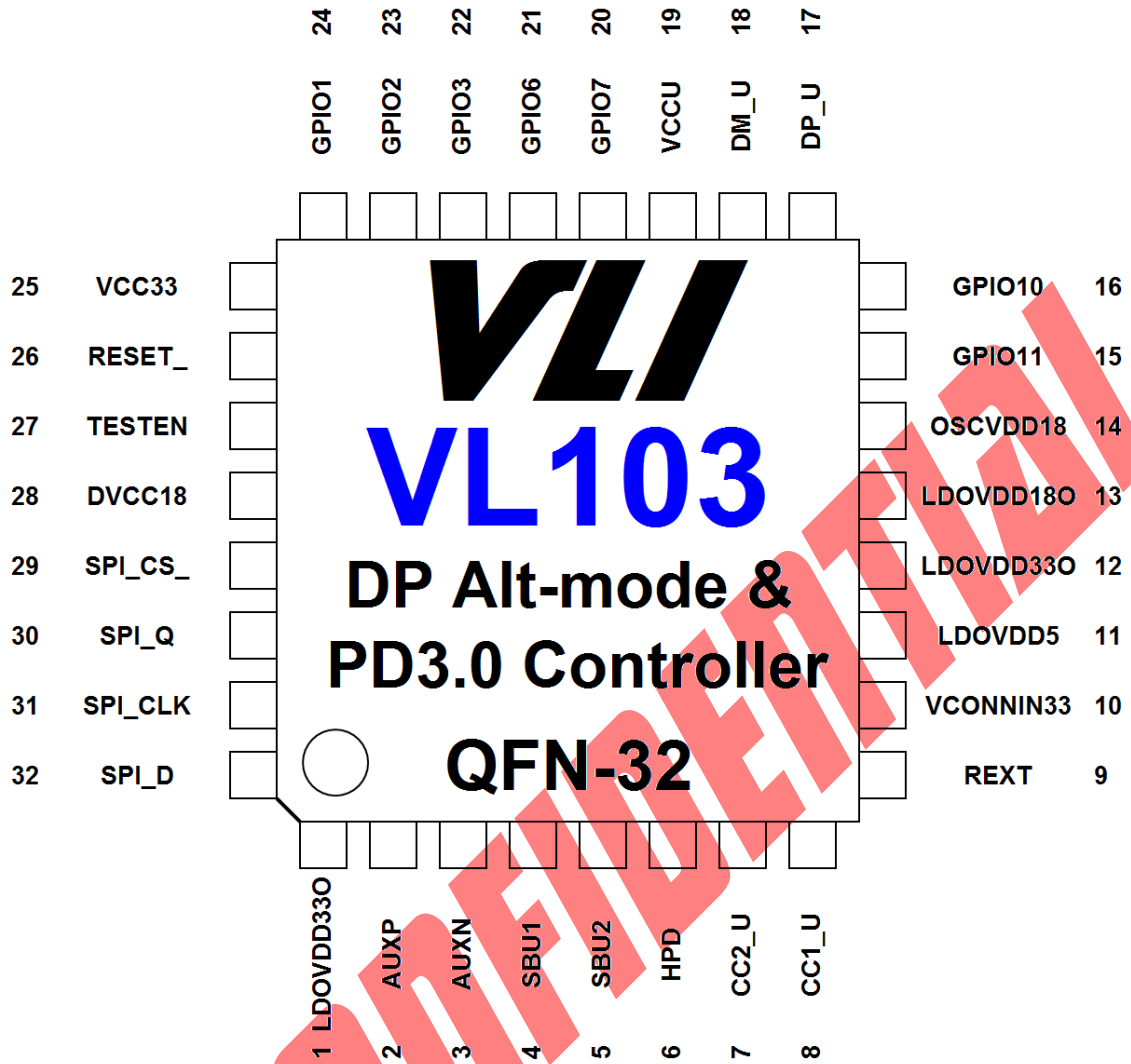 24 23 22 21 20 19 18 17
GPIO1 GPIO2 GPIO3 GPIO6 GPIO7 VCCU DM_U DP_U
25 VCC33
26 RESET_
27 TESTEN
28 DVCC18
29 SPI_CS_
30 SPI_Q
31 SPI_CLK
32 SPI_D
VLI
VL103
DP Alt-mode &
PD3.0 Controller
QFN-32
GPIO10 16
GPIO11 15
OSCVDD18 14
LDOVDD18O 13
LDOVDD33O 12
LDOVDD5 11
VCONNIN33 10
REXT 9
LDOVDD33O AUXP AUXN SBU1 SBU2 HPD CC2_U CC1_U
1 2 3 4 5 6 7 8
CONFIDENTIAL